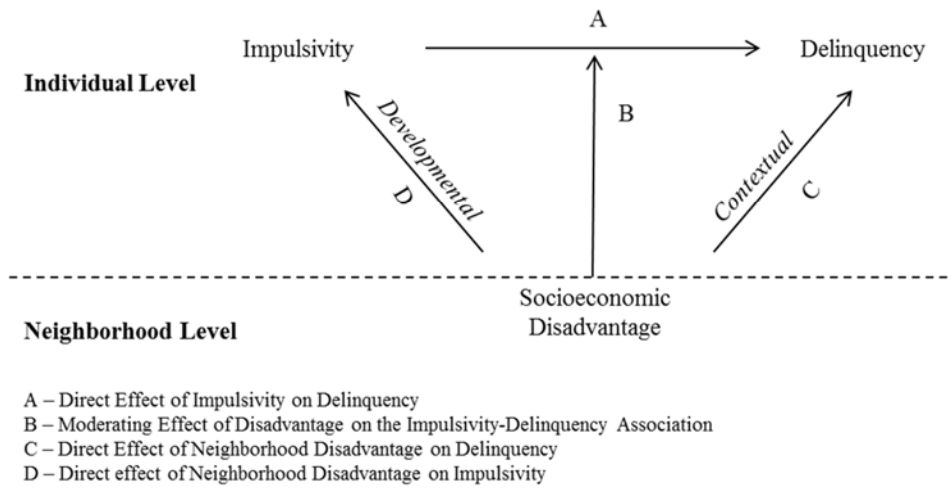 A
Impulsivity
Delinquency
Individual Level
B
Developmental
D
Contextual
C
Socioeconomic
Disadvantage
Neighborhood Level
A – Direct Effect of Impulsivity on Delinquency
B – Moderating Effect of Disadvantage on the Impulsivity-Delinquency Association
C – Direct Effect of Neighborhood Disadvantage on Delinquency
D – Direct effect of Neighborhood Disadvantage on Impulsivity